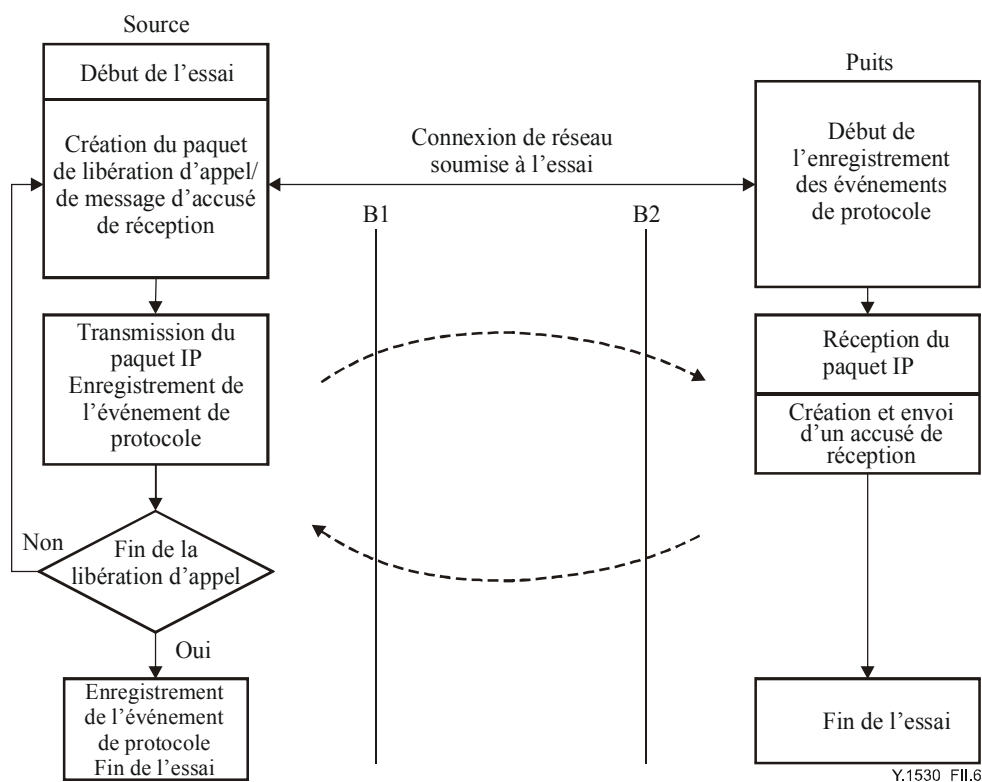 Source
Début de l'essai
Création du paquet
de libération d'appel/
de message d'accusé
de réception
Connexion de réseau
soumise à l'essai
Puits
Début de
l'enregistrement
des événements
de protocole
B1
B2
Transmission du
paquet IP
Enregistrement de
l'événement de
protocole
Réception du
paquet IP
Création et envoi
d'un accusé de
réception
Non
Fin de la
libération d'appel
Oui
Enregistrement
de l'événement
de protocole
Fin de l'essai
Fin de l'essai
Y.1530_FII.6